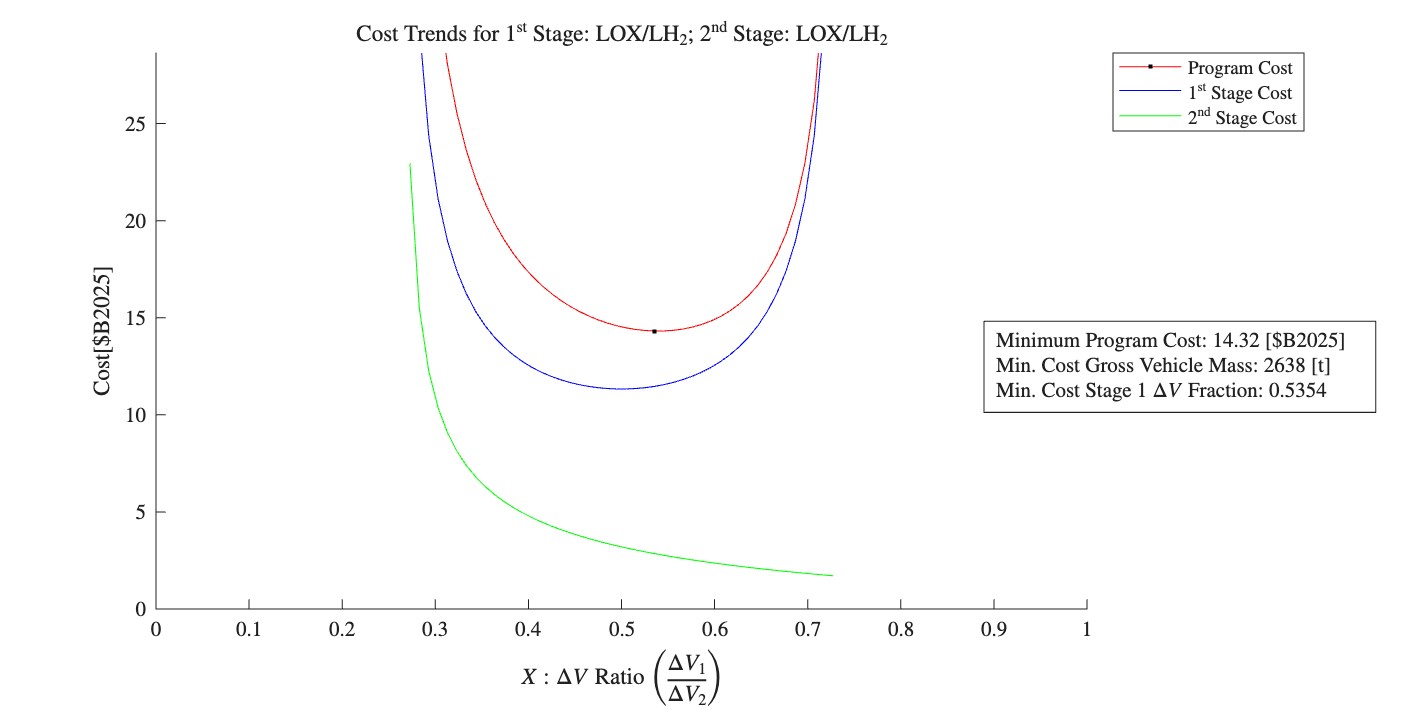 Cost Trends for 1st Stage: LOX/LH2; 2nd Stage: LOX/LH2
Program Cost
1st Stage Cost
2nd Stage Cost
25
20
15
10
5
0
Cost[$B2025]
Minimum Program Cost: 14.32 [$B2025]
Min. Cost Gross Vehicle Mass: 2638 [t]
Min. Cost Stage 1 ΔV Fraction: 0.5354
0 0.1 0.2 0.3 0.4 0.5 0.6 0.7 0.8 0.9 1
X : ΔV Ratio (ΔV1/ΔV2)